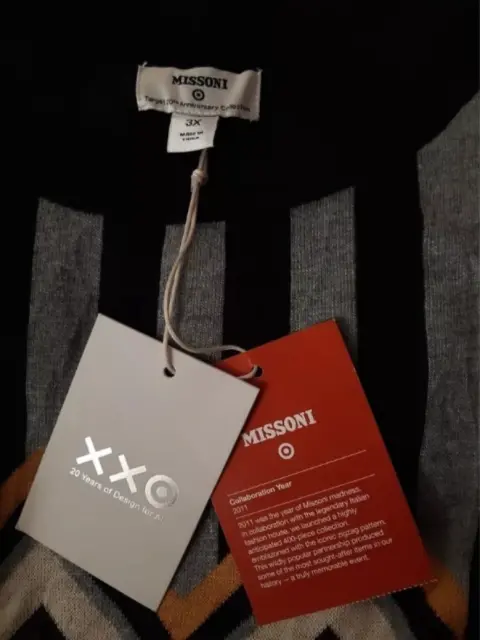 MISSONI
Target 20th Anniversary Collection
3X
MADE IN
XXO
20 Years of Design for All
MISSONI
Collaboration Year
2011
2011 was the year of Missoni madness.
In collaboration with the legendary Italian
fashion house, we launched a highly
anticipated 400-piece collection
emblazoned with the iconic zigzag pattern.
This wildly popular partnership produced
some of the most sought-after items in our
history — a truly memorable event.